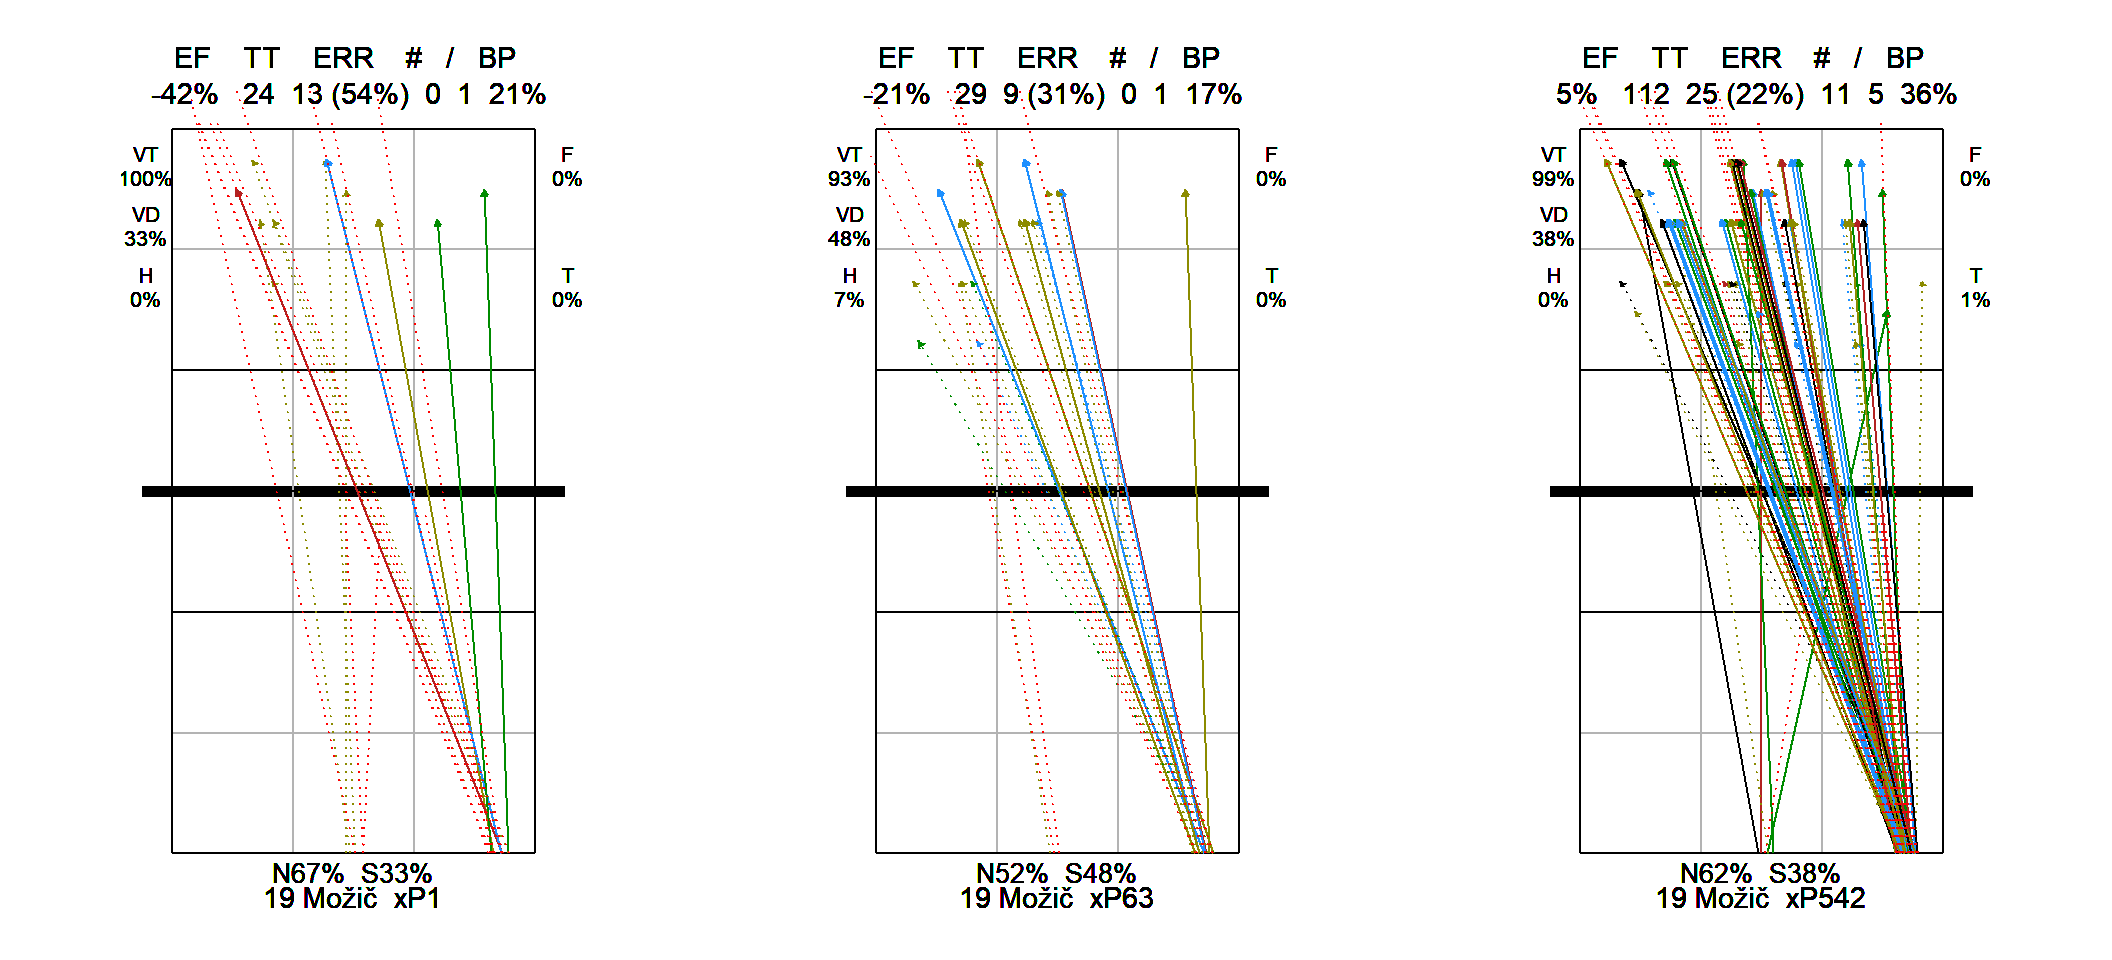 EF TT ERR # / BP
-42% 24 13 (54%) 0 1 21%
VT
100%
VD
33%
H
0%
F
0%
T
0%
N67% S33%
19 Možič xP1
EF TT ERR # / BP
-21% 29 9 (31%) 0 1 17%
VT
93%
VD
48%
H
7%
F
0%
T
0%
N52% S48%
19 Možič xP63
EF TT ERR # / BP
5% 112 25 (22%) 11 5 36%
VT
99%
VD
38%
H
0%
F
0%
T
1%
N62% S38%
19 Možič xP542